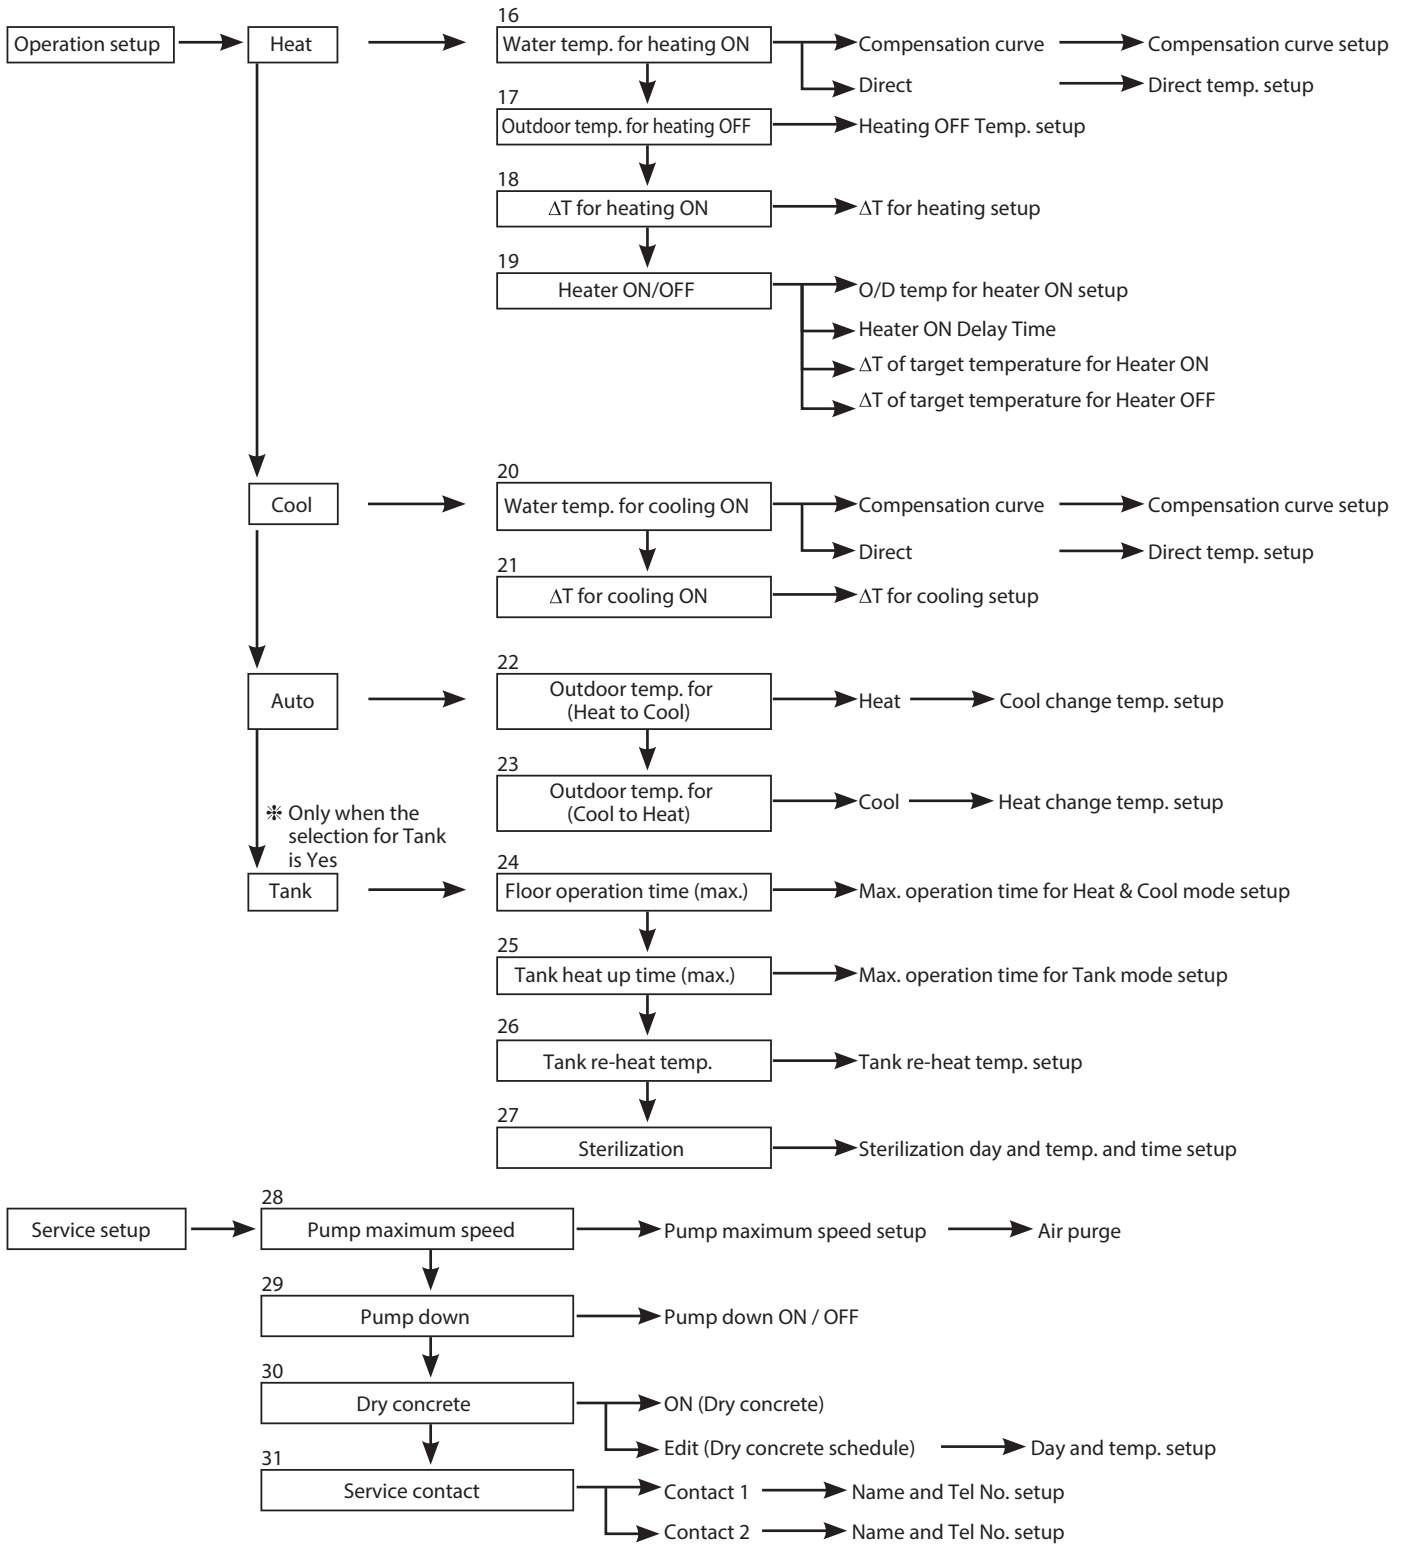 16
Operation setup
Heat
Water temp. for heating ON
Compensation curve
Compensation curve setup
Direct
Direct temp. setup
17
Outdoor temp. for heating OFF
Heating OFF Temp. setup
18
ΔT for heating ON
ΔT for heating setup
19
Heater ON/OFF
O/D temp for heater ON setup
Heater ON Delay Time
ΔT of target temperature for Heater ON
ΔT of target temperature for Heater OFF
20
Cool
Water temp. for cooling ON
Compensation curve
Compensation curve setup
Direct
Direct temp. setup
21
ΔT for cooling ON
ΔT for cooling setup
22
Auto
Outdoor temp. for
(Heat to Cool)
Heat
Cool change temp. setup
23
Outdoor temp. for
(Cool to Heat)
Cool
Heat change temp. setup
❈ Only when the
selection for Tank
is Yes
24
Tank
Floor operation time (max.)
Max. operation time for Heat & Cool mode setup
25
Tank heat up time (max.)
Max. operation time for Tank mode setup
26
Tank re-heat temp.
Tank re-heat temp. setup
27
Sterilization
Sterilization day and temp. and time setup
28
Service setup
Pump maximum speed
Pump maximum speed setup
Air purge
29
Pump down
Pump down ON / OFF
30
Dry concrete
ON (Dry concrete)
Edit (Dry concrete schedule)
Day and temp. setup
31
Service contact
Contact 1
Name and Tel No. setup
Contact 2
Name and Tel No. setup